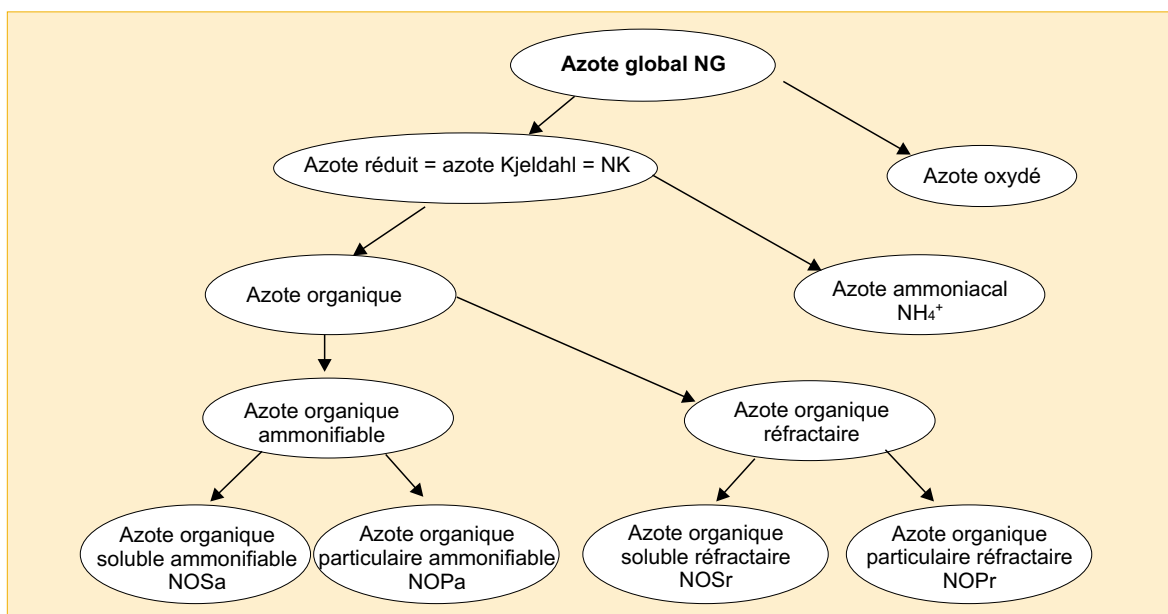 Azote global NG
Azote réduit = azote Kjeldahl = NK
Azote oxydé
Azote organique
Azote ammoniacal
NH₄⁺
Azote organique
ammonifiable
Azote organique
réfractaire
Azote organique
soluble ammonifiable
NOSa
Azote organique
particulaire ammonifiable
NOPa
Azote organique
soluble réfractaire
NOSr
Azote organique
particulaire réfractaire
NOPr